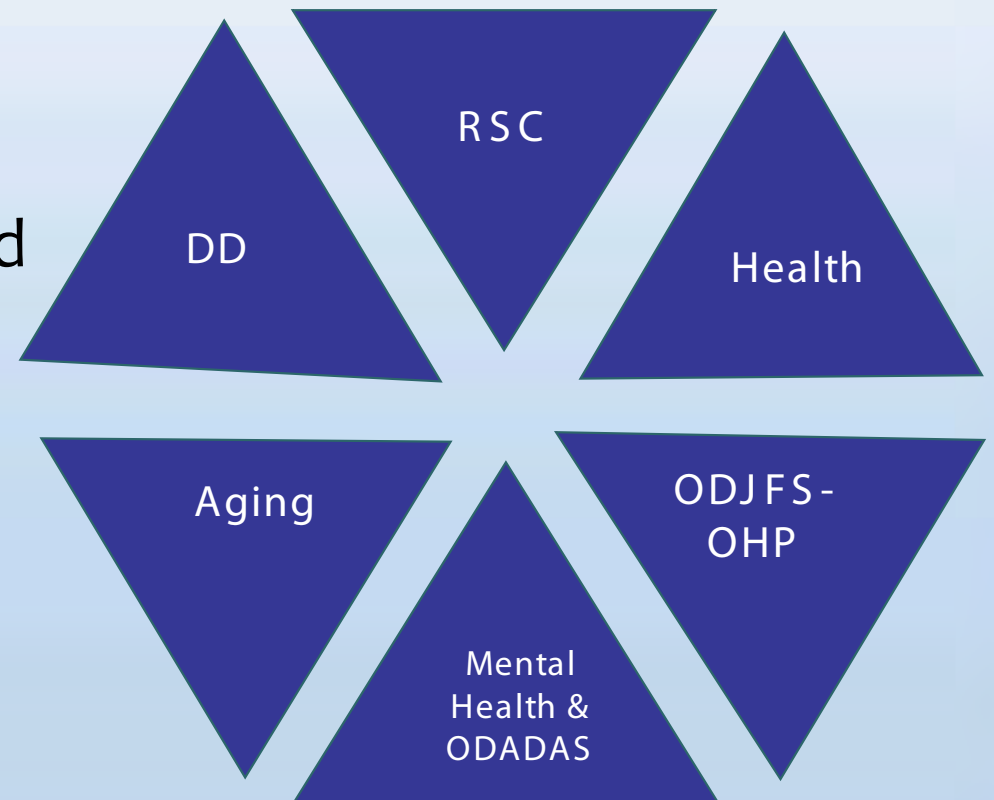 RSC
DD
Health
Aging
ODJFS-
OHP
Mental
Health &
ODADAS